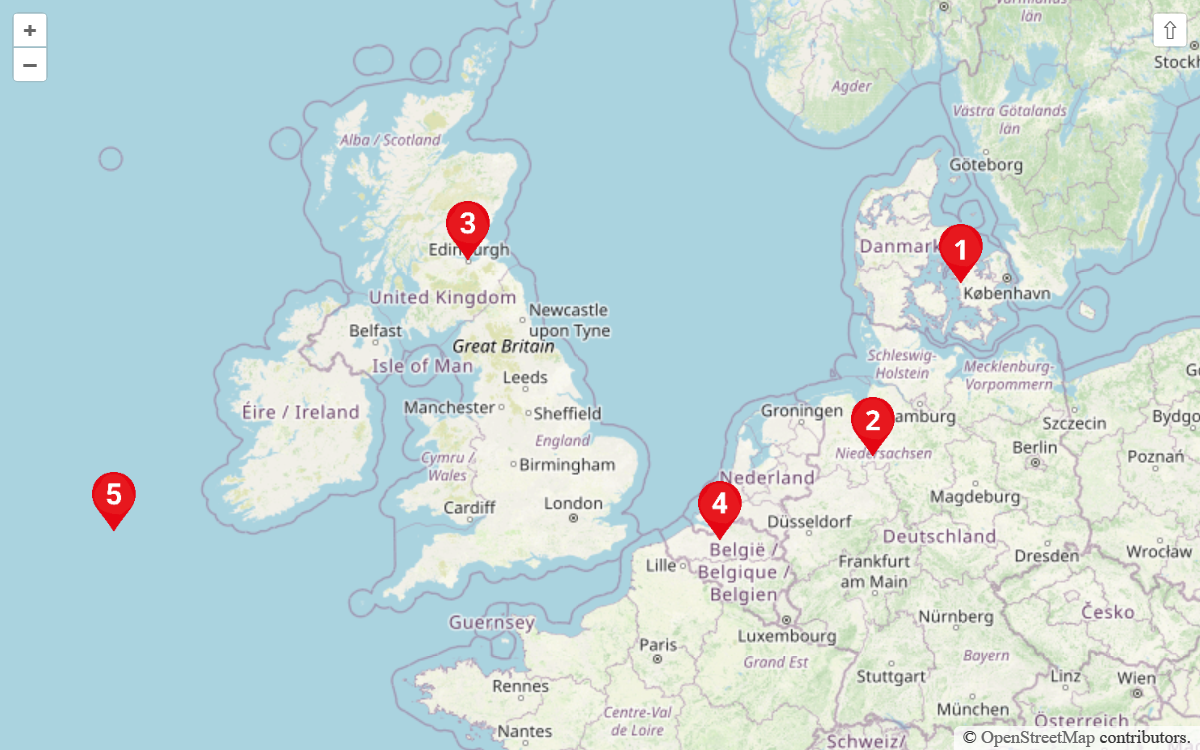 +
−
⇧
Värmlands
län
Stockh
Agder
Västra Götalands
län
Alba / Scotland
Göteborg
3
Edinburgh
Danmark
1
København
United Kingdom
Newcastle
upon Tyne
Belfast
Great Britain
Isle of Man
Schleswig-
Holstein
Mecklenburg-
Vorpommern
Leeds
Manchester
Sheffield
Éire / Ireland
Groningen
2
amburg
Szczecin
Bydgo
England
Cymru /
Wales
Birmingham
Niedersachsen
Berlin
Poznań
Nederland
5
Cardiff
London
4
Magdeburg
Düsseldorf
Deutschland
België /
Belgique /
Belgien
Lille
Frankfurt
am Main
Dresden
Wrocław
Guernsey
Luxembourg
Nürnberg
Česko
Paris
Grand Est
Bayern
Rennes
Stuttgart
Linz
Wien
Centre-Val
de Loire
München
Nantes
Österreich
Schweiz/
© OpenStreetMap contributors.